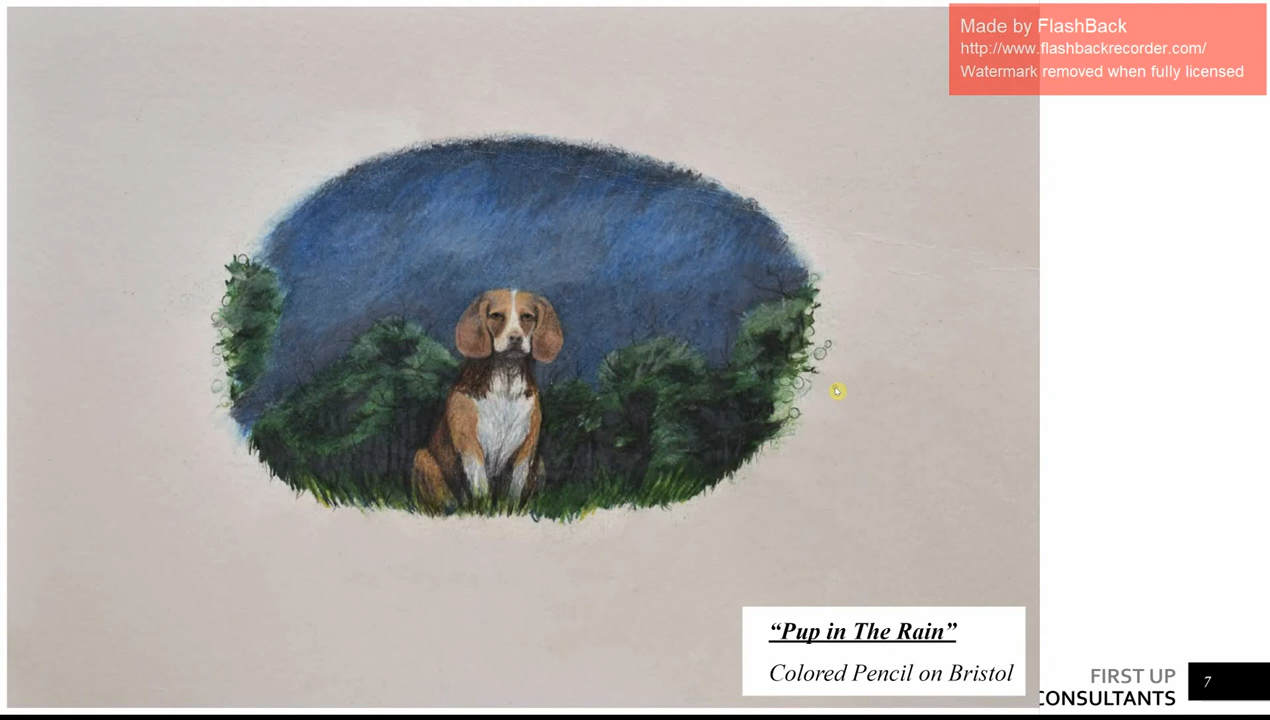 Made by FlashBack
http://www.flashbackrecorder.com/
Watermark removed when fully licensed
“Pup in The Rain”
Colored Pencil on Bristol
FIRST UP
CONSULTANTS
7